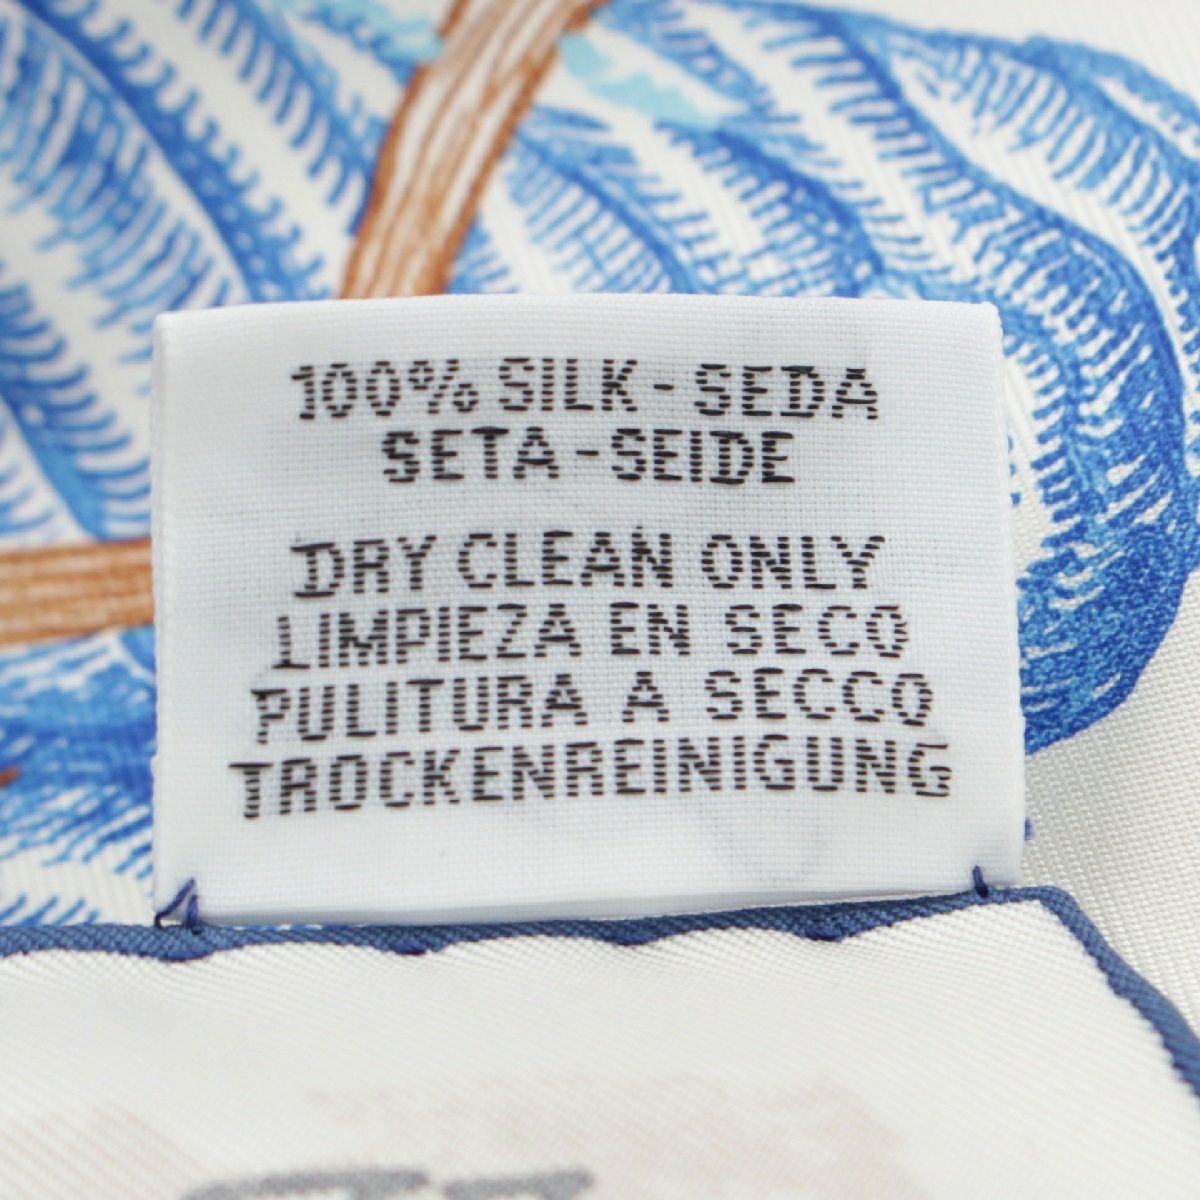 100% SILK - SEDA
SETA - SEIDE
DRY CLEAN ONLY
LIMPIEZA EN SECO
PULITURA A SECCO
TROCKENREINIGUNG